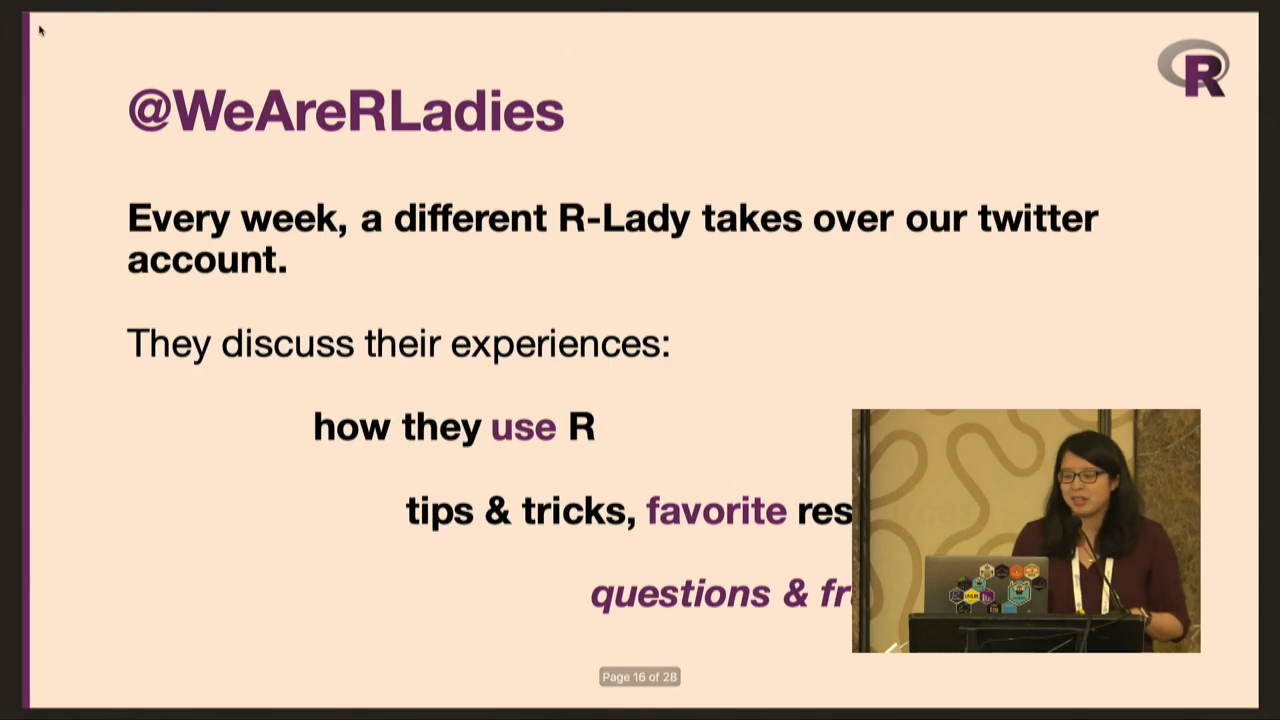 @WeAreRLadies
R
Every week, a different R-Lady takes over our twitter
account.
They discuss their experiences:
how they use R
tips & tricks, favorite res
questions & fr
Page 16 of 28